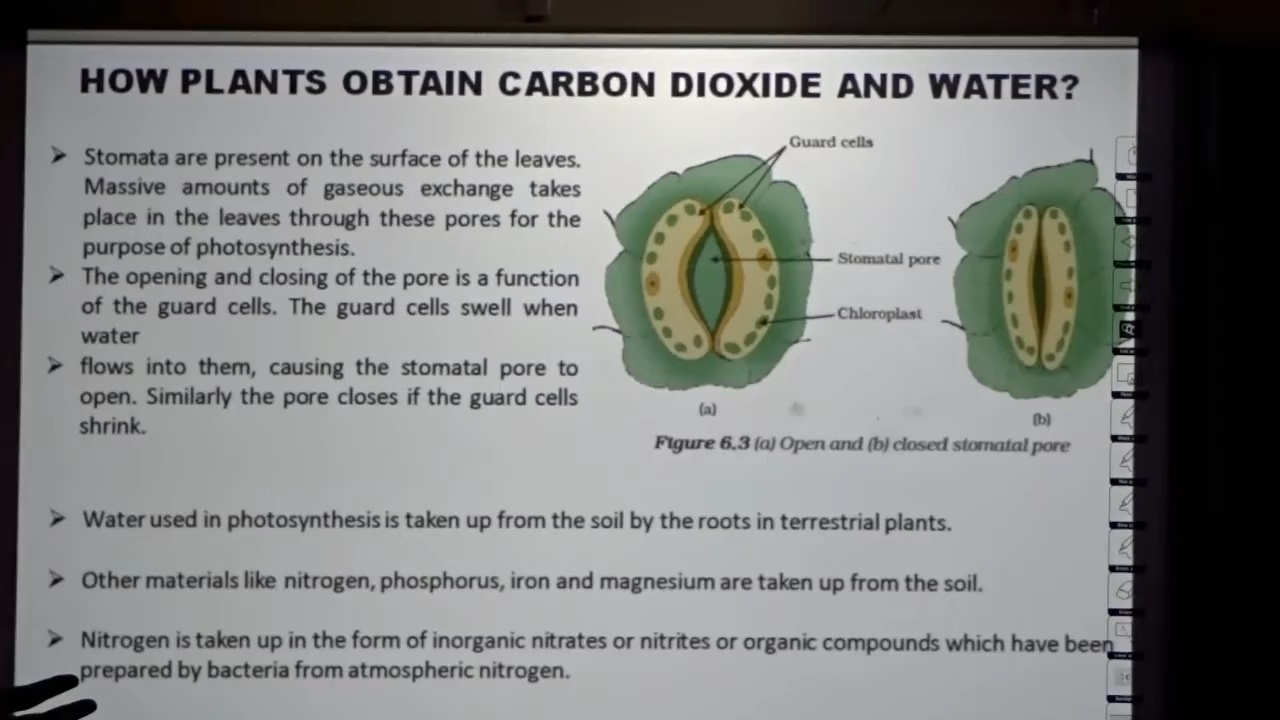 HOW PLANTS OBTAIN CARBON DIOXIDE AND WATER?
➤ Stomata are present on the surface of the leaves.
Massive amounts of gaseous exchange takes
place in the leaves through these pores for the
purpose of photosynthesis.
➤ The opening and closing of the pore is a function
of the guard cells. The guard cells swell when
water
➤ flows into them, causing the stomatal pore to
open. Similarly the pore closes if the guard cells
shrink.
Guard cells
Stomatal pore
Chloroplast
(a)
(b)
Figure 6.3 (a) Open and (b) closed stomatal pore
➤ Water used in photosynthesis is taken up from the soil by the roots in terrestrial plants.
➤ Other materials like nitrogen, phosphorus, iron and magnesium are taken up from the soil.
➤ Nitrogen is taken up in the form of inorganic nitrates or nitrites or organic compounds which have been
prepared by bacteria from atmospheric nitrogen.